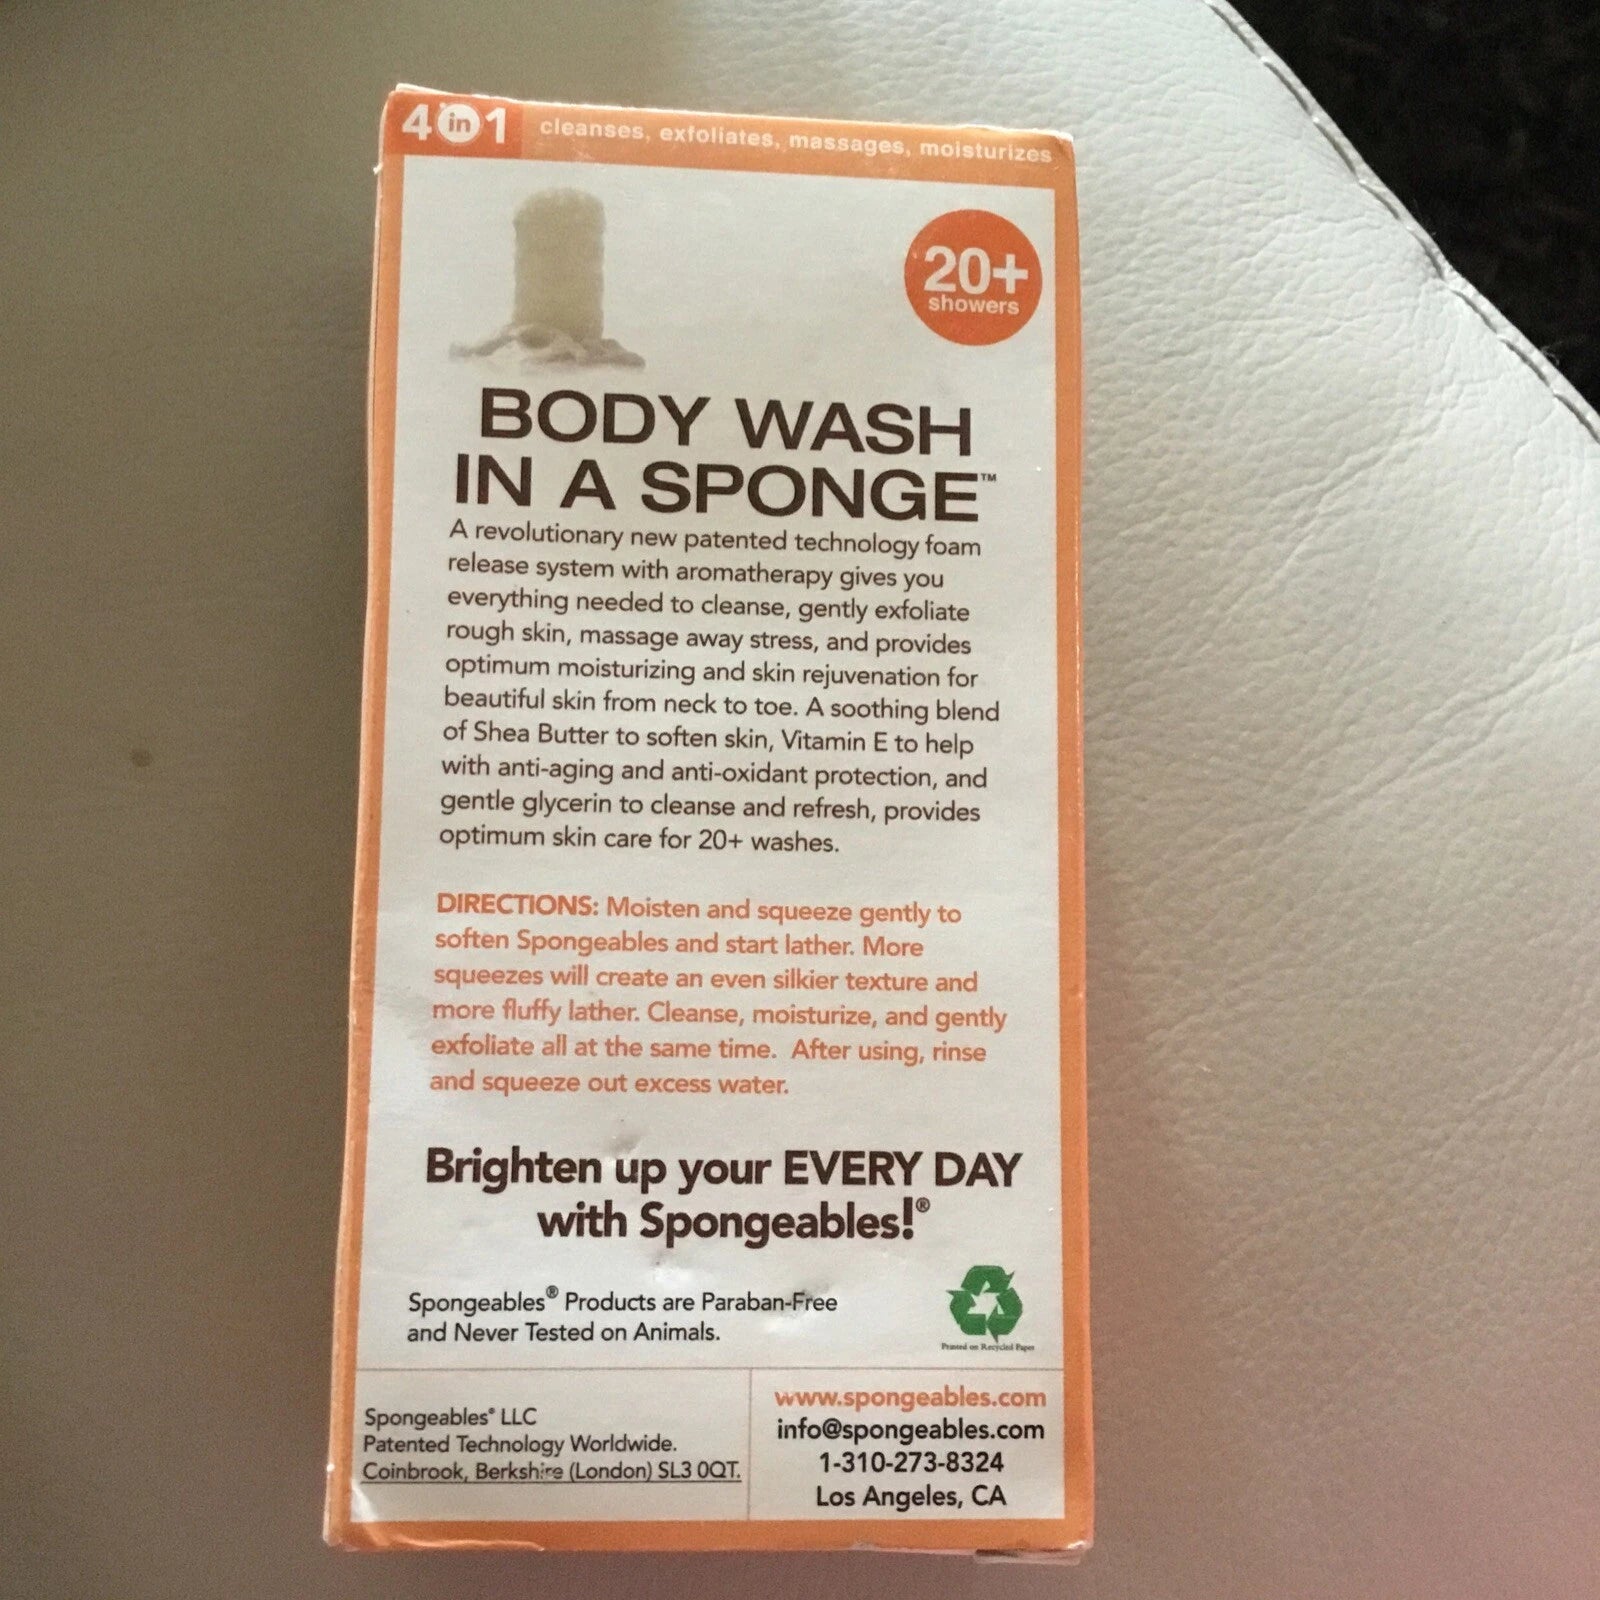 4 in 1 cleanses, exfoliates, massages, moisturizes
20+
showers
BODY WASH
IN A SPONGE™
A revolutionary new patented technology foam
release system with aromatherapy gives you
everything needed to cleanse, gently exfoliate
rough skin, massage away stress, and provides
optimum moisturizing and skin rejuvenation for
beautiful skin from neck to toe. A soothing blend
of Shea Butter to soften skin, Vitamin E to help
with anti-aging and anti-oxidant protection, and
gentle glycerin to cleanse and refresh, provides
optimum skin care for 20+ washes.
DIRECTIONS: Moisten and squeeze gently to
soften Spongeables and start lather. More
squeezes will create an even silkier texture and
more fluffy lather. Cleanse, moisturize, and gently
exfoliate all at the same time. After using, rinse
and squeeze out excess water.
Brighten up your EVERY DAY
with Spongeables!®
Spongeables® Products are Paraban-Free
and Never Tested on Animals.
Printed on Recycled Paper
Spongeables® LLC
Patented Technology Worldwide.
Coinbrook, Berkshire (London) SL3 0QT.
www.spongeables.com
info@spongeables.com
1-310-273-8324
Los Angeles, CA